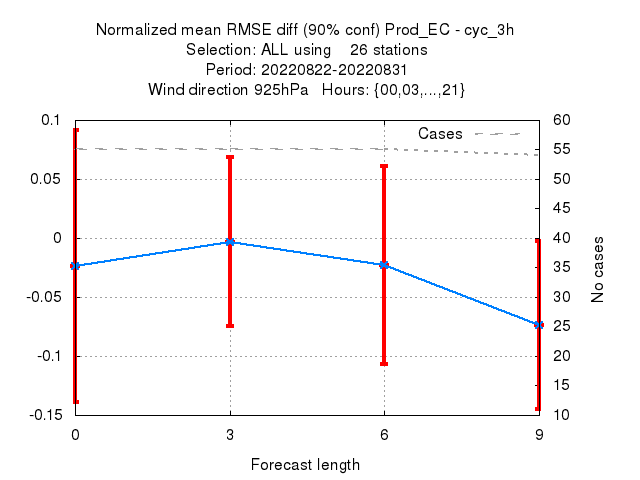 Normalized mean RMSE diff (90% conf) Prod_EC - cyc_3h
Selection: ALL using 26 stations
Period: 20220822-20220831
Wind direction 925hPa Hours: {00,03,...,21}
Cases
0.1
0.05
0
-0.05
-0.1
-0.15
60
55
50
45
40
35
30
25
20
15
10
No cases
0 3 6 9
Forecast length